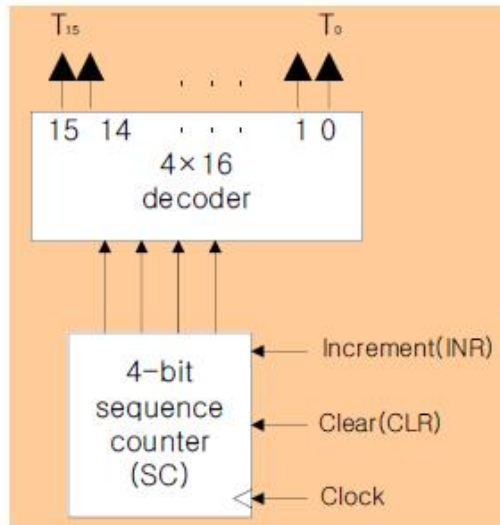 T₁₅ T₀
15 14 . . . 1 0
4×16
decoder
4-bit
sequence
counter
(SC)
Increment(INR)
Clear(CLR)
Clock